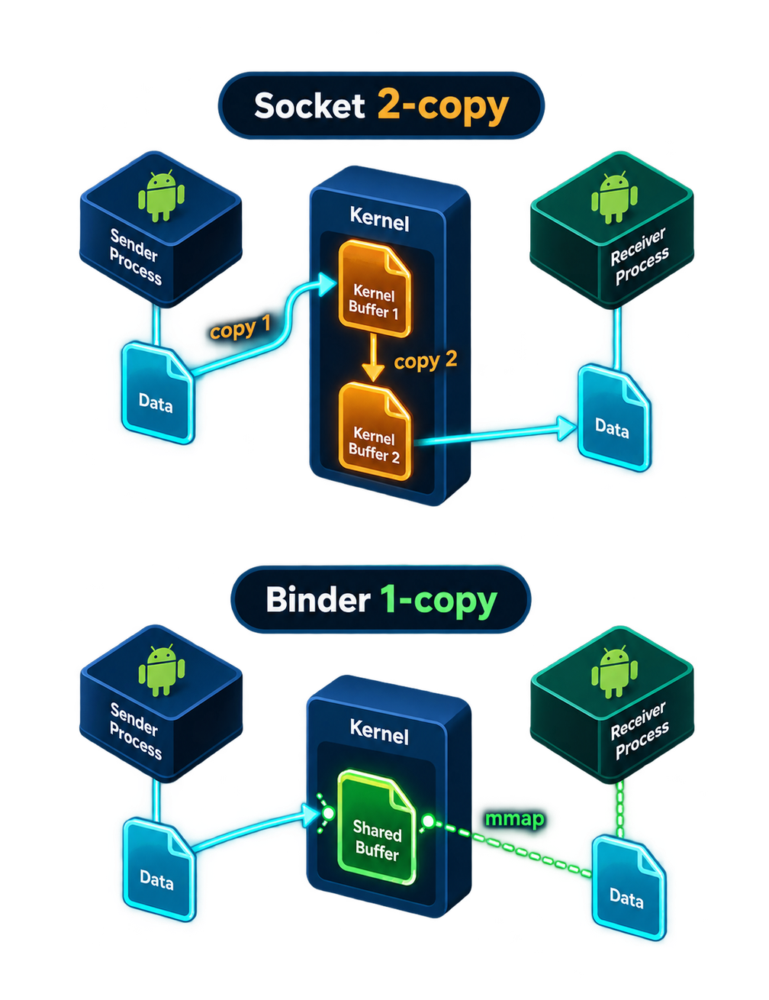 Socket 2-copy
Sender
Process
Kernel
Receiver
Process
Kernel
Buffer 1
copy 1
copy 2
Data
Kernel
Buffer 2
Data
Binder 1-copy
Sender
Process
Kernel
Receiver
Process
Shared
Buffer
mmap
Data
Data